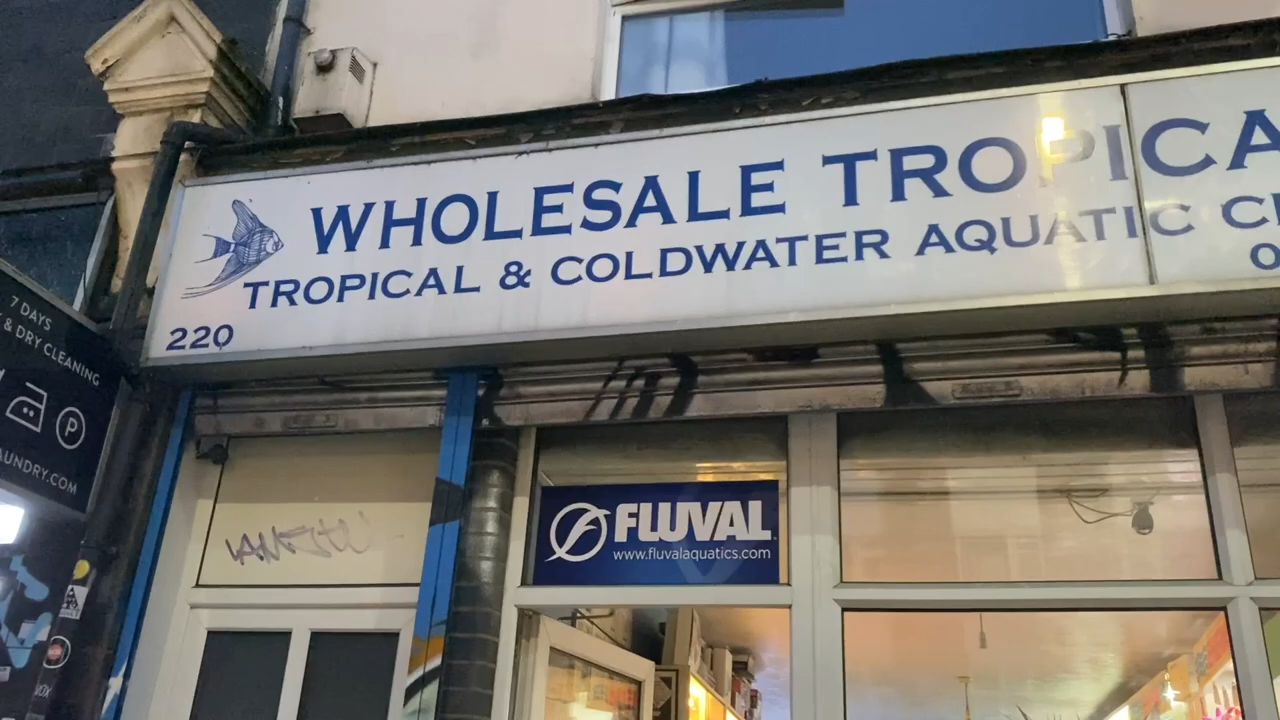 WHOLESALE TROPICA
TROPICAL & COLDWATER AQUATIC
220
7 DAYS
& DRY CLEANING
P
AUNDRY.COM
FLUVAL
www.fluvalaquatics.com